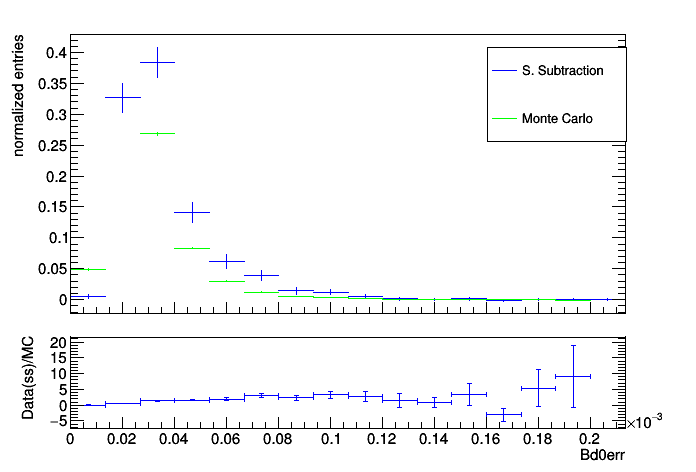 normalized entries
0.4
0.35
0.3
0.25
0.2
0.15
0.1
0.05
0
S. Subtraction
Monte Carlo
Data(ss)/MC
20
15
10
5
0
−5
0 0.02 0.04 0.06 0.08 0.1 0.12 0.14 0.16 0.18 0.2
×10⁻³
Bd0err